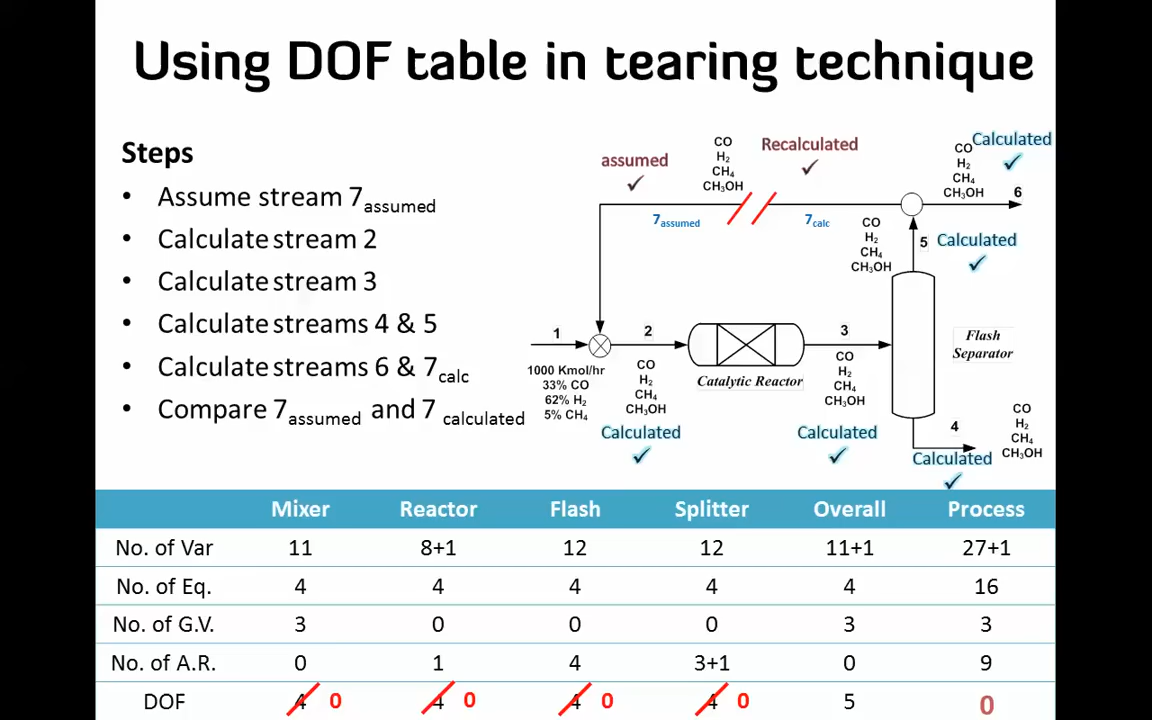 Using DOF table in tearing technique
Steps
• Assume stream 7assumed
• Calculate stream 2
• Calculate stream 3
• Calculate streams 4 & 5
• Calculate streams 6 & 7calc
• Compare 7assumed and 7 calculated
assumed
✓
CO
H2
CH4
CH3OH
Recalculated
✓
CO
H2
CH4
CH3OH
Calculated
✓
6
7assumed
7calc
CO
H2
CH4
CH3OH
5
Calculated
✓
1
1000 Kmol/hr
33% CO
62% H2
5% CH4
2
CO
H2
CH4
CH3OH
Calculated
✓
Catalytic Reactor
3
CO
H2
CH4
CH3OH
Calculated
✓
Flash
Separator
4
Calculated
✓
CO
H2
CH4
CH3OH
Mixer Reactor Flash Splitter Overall Process
No. of Var 11 8+1 12 12 11+1 27+1
No. of Eq. 4 4 4 4 4 16
No. of G.V. 3 0 0 0 3 3
No. of A.R. 0 1 4 3+1 0 9
DOF 4 0 4 0 4 0 4 0 5 0